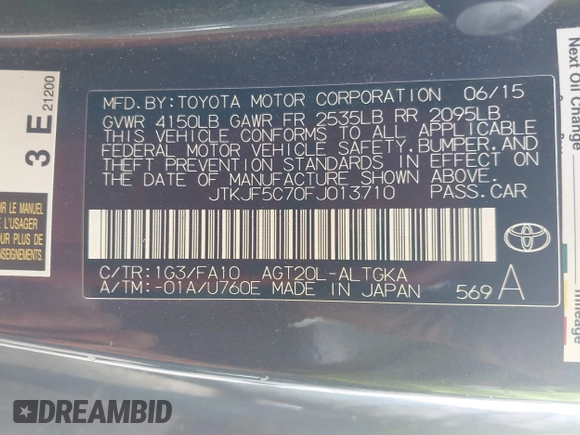 MFD.BY:TOYOTA MOTOR CORPORATION 06/15
GVWR 4150LB GAWR FR 2535LB RR 2095LB
THIS VEHICLE CONFORMS TO ALL APPLICABLE
FEDERAL MOTOR VEHICLE SAFETY,BUMPER,AND
THEFT PREVENTION STANDARDS IN EFFECT ON
THE DATE OF MANUFACTURE SHOWN ABOVE.
JTKJF5C70FJ013710 PASS.CAR
C/TR:1G3/FA10 AGT20L-ALTGKA
A/TM:-01A/U760E MADE IN JAPAN 569 A
3 E
21200
IR LE MANUEL
L'USAGER
Next Oil Change
Mileage
DREAMBID